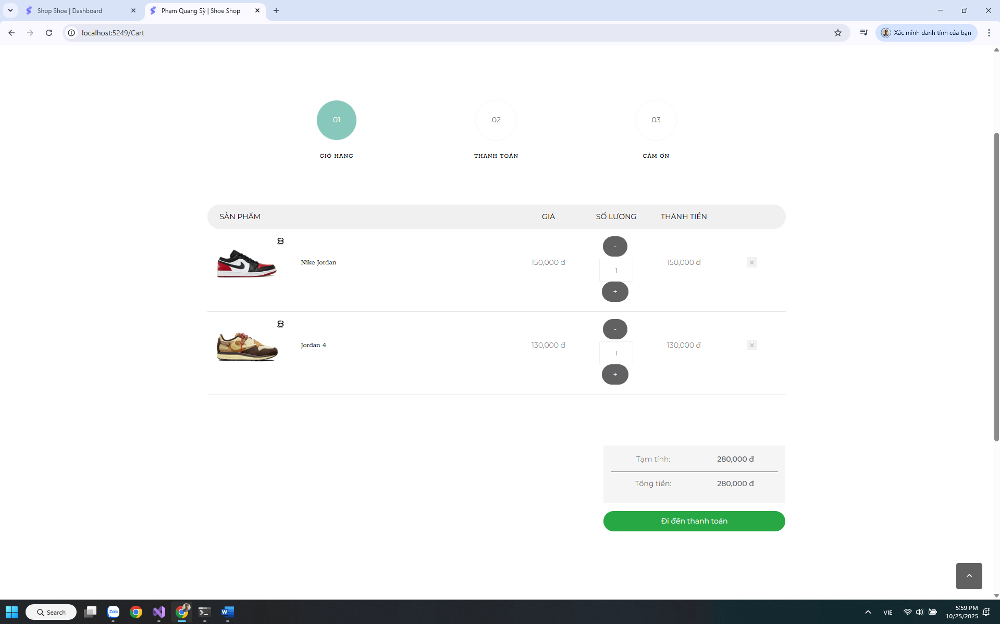 Shop Shoe | Dashboard
Phạm Quang Sỹ | Shoe Shop
localhost:5249/Cart
Xác minh danh tính của bạn
01
02
03
GIỎ HÀNG
THANH TOÁN
CẢM ƠN
SẢN PHẨM GIÁ SỐ LƯỢNG THÀNH TIỀN
-
Nike Jordan 150,000 đ 1 150,000 đ ×
+
-
Jordan 4 130,000 đ 1 130,000 đ ×
+
Tạm tính: 280,000 đ
Tổng tiền: 280,000 đ
Đi đến thanh toán
Search
Zalo
W
VIE
5:59 PM
10/25/2025